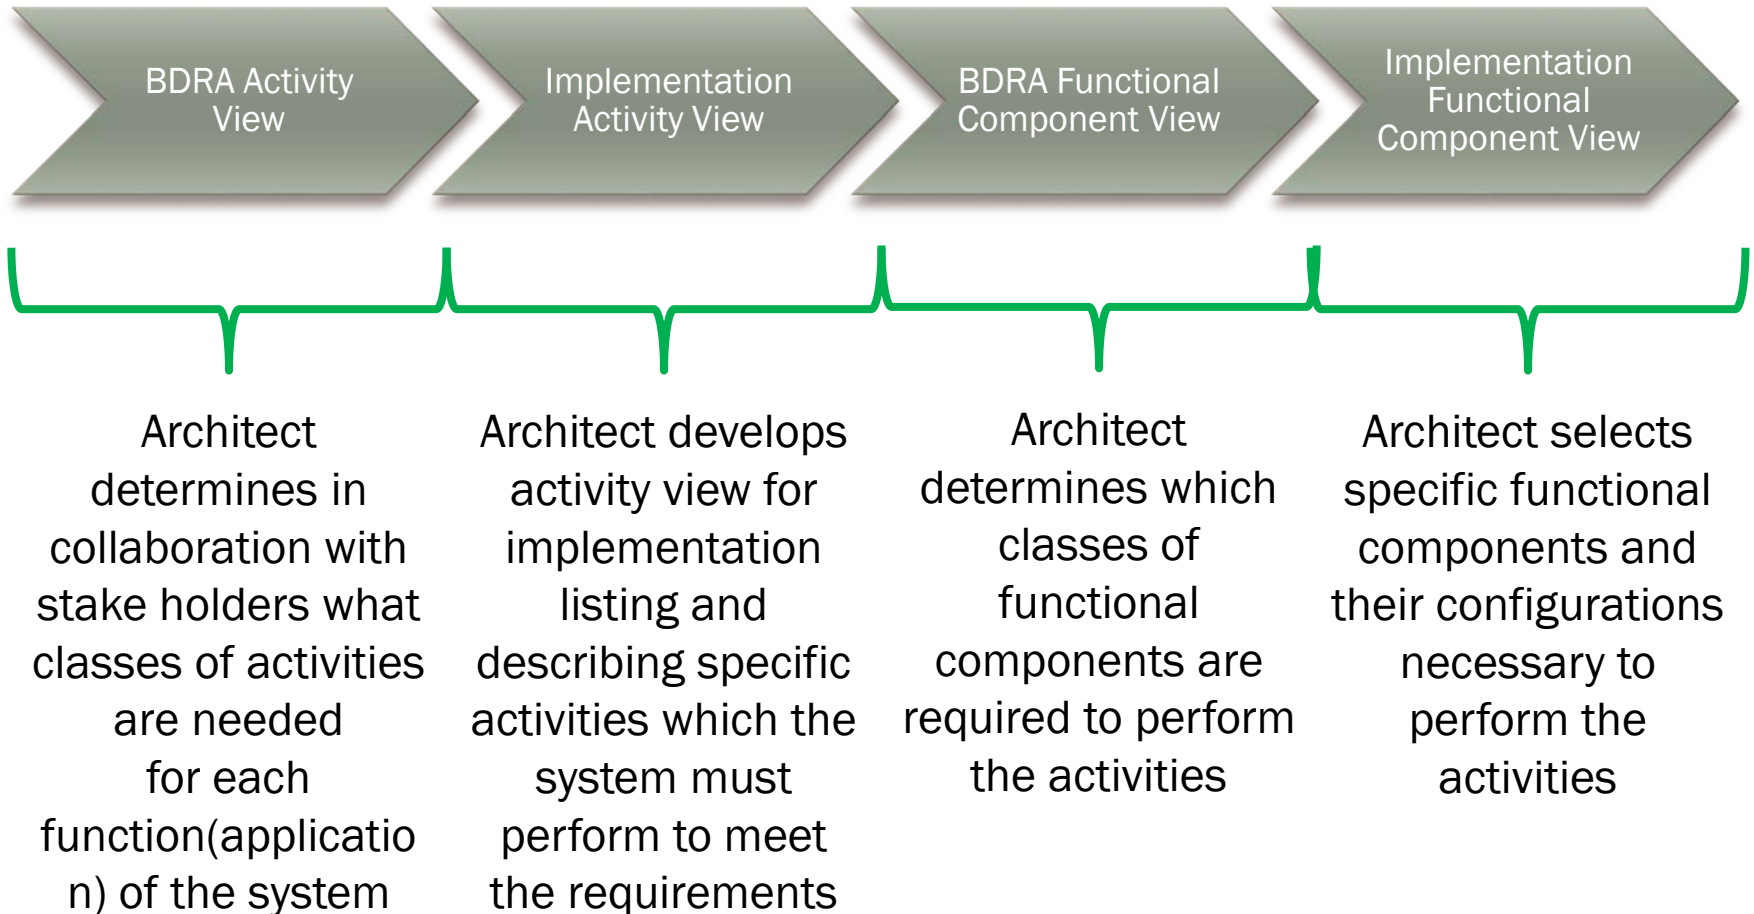 BDRA Activity
View
Implementation
Activity View
BDRA Functional
Component View
Implementation
Functional
Component View
Architect
determines in
collaboration with
stake holders what
classes of activities
are needed
for each
function(applicatio
n) of the system
Architect develops
activity view for
implementation
listing and
describing specific
activities which the
system must
perform to meet
the requirements
Architect
determines which
classes of
functional
components are
required to perform
the activities
Architect selects
specific functional
components and
their configurations
necessary to
perform the
activities